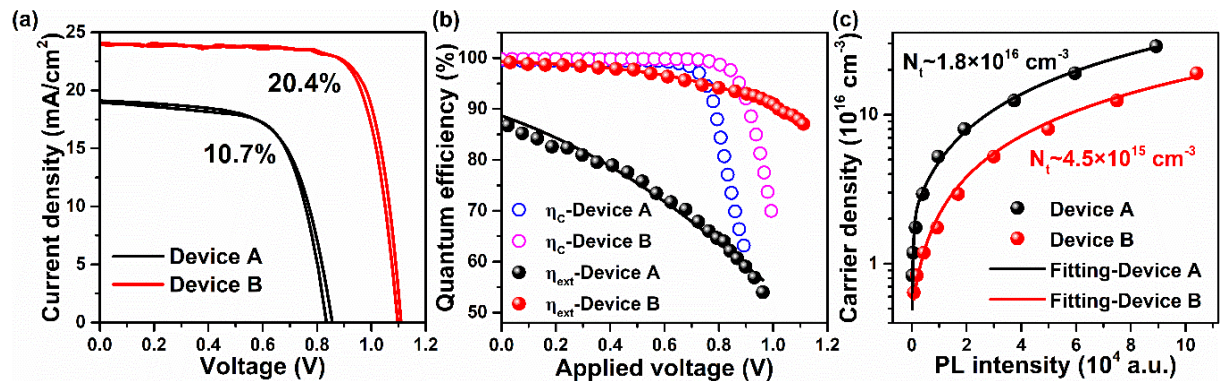 (a)
Current density (mA/cm²)
25
20
15
10
5
0
20.4%
10.7%
Device A
Device B
0.0 0.2 0.4 0.6 0.8 1.0 1.2
Voltage (V)
(b)
Quantum efficiency (%)
100
90
80
70
60
50
ηc-Device A
ηc-Device B
ηext-Device A
ηext-Device B
0.0 0.2 0.4 0.6 0.8 1.0 1.2
Applied voltage (V)
(c)
Carrier density (10¹⁶ cm⁻³)
10
1
Nt~1.8×10¹⁶ cm⁻³
Nt~4.5×10¹⁵ cm⁻³
Device A
Device B
Fitting-Device A
Fitting-Device B
0 2 4 6 8 10
PL intensity (10⁴ a.u.)